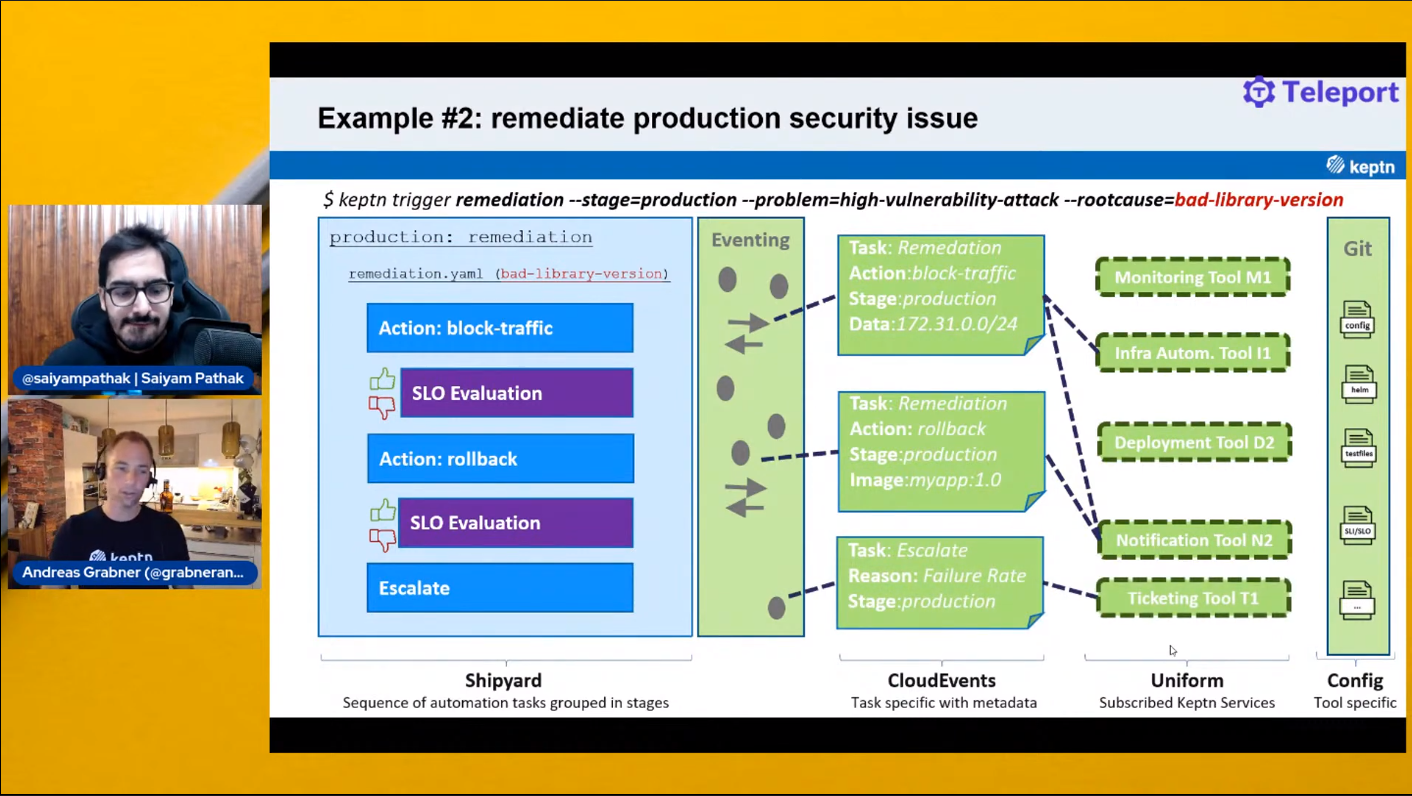 Teleport
Example #2: remediate production security issue
keptn
$ keptn trigger remediation --stage=production --problem=high-vulnerability-attack --rootcause=bad-library-version
production: remediation
remediation.yaml (bad-library-version)
Action: block-traffic
SLO Evaluation
Action: rollback
SLO Evaluation
Escalate
Eventing
Task: Remedation
Action:block-traffic
Stage:production
Data:172.31.0.0/24
Task: Remediation
Action: rollback
Stage:production
Image:myapp:1.0
Task: Escalate
Reason: Failure Rate
Stage:production
Monitoring Tool M1
Infra Autom. Tool I1
Deployment Tool D2
Notification Tool N2
Ticketing Tool T1
Git
config
helm
testfiles
SLI/SLO
...
Shipyard
Sequence of automation tasks grouped in stages
CloudEvents
Task specific with metadata
Uniform
Subscribed Keptn Services
Config
Tool specific
@saiyampathak | Saiyam Pathak
keptn
Andreas Grabner (@grabneran...